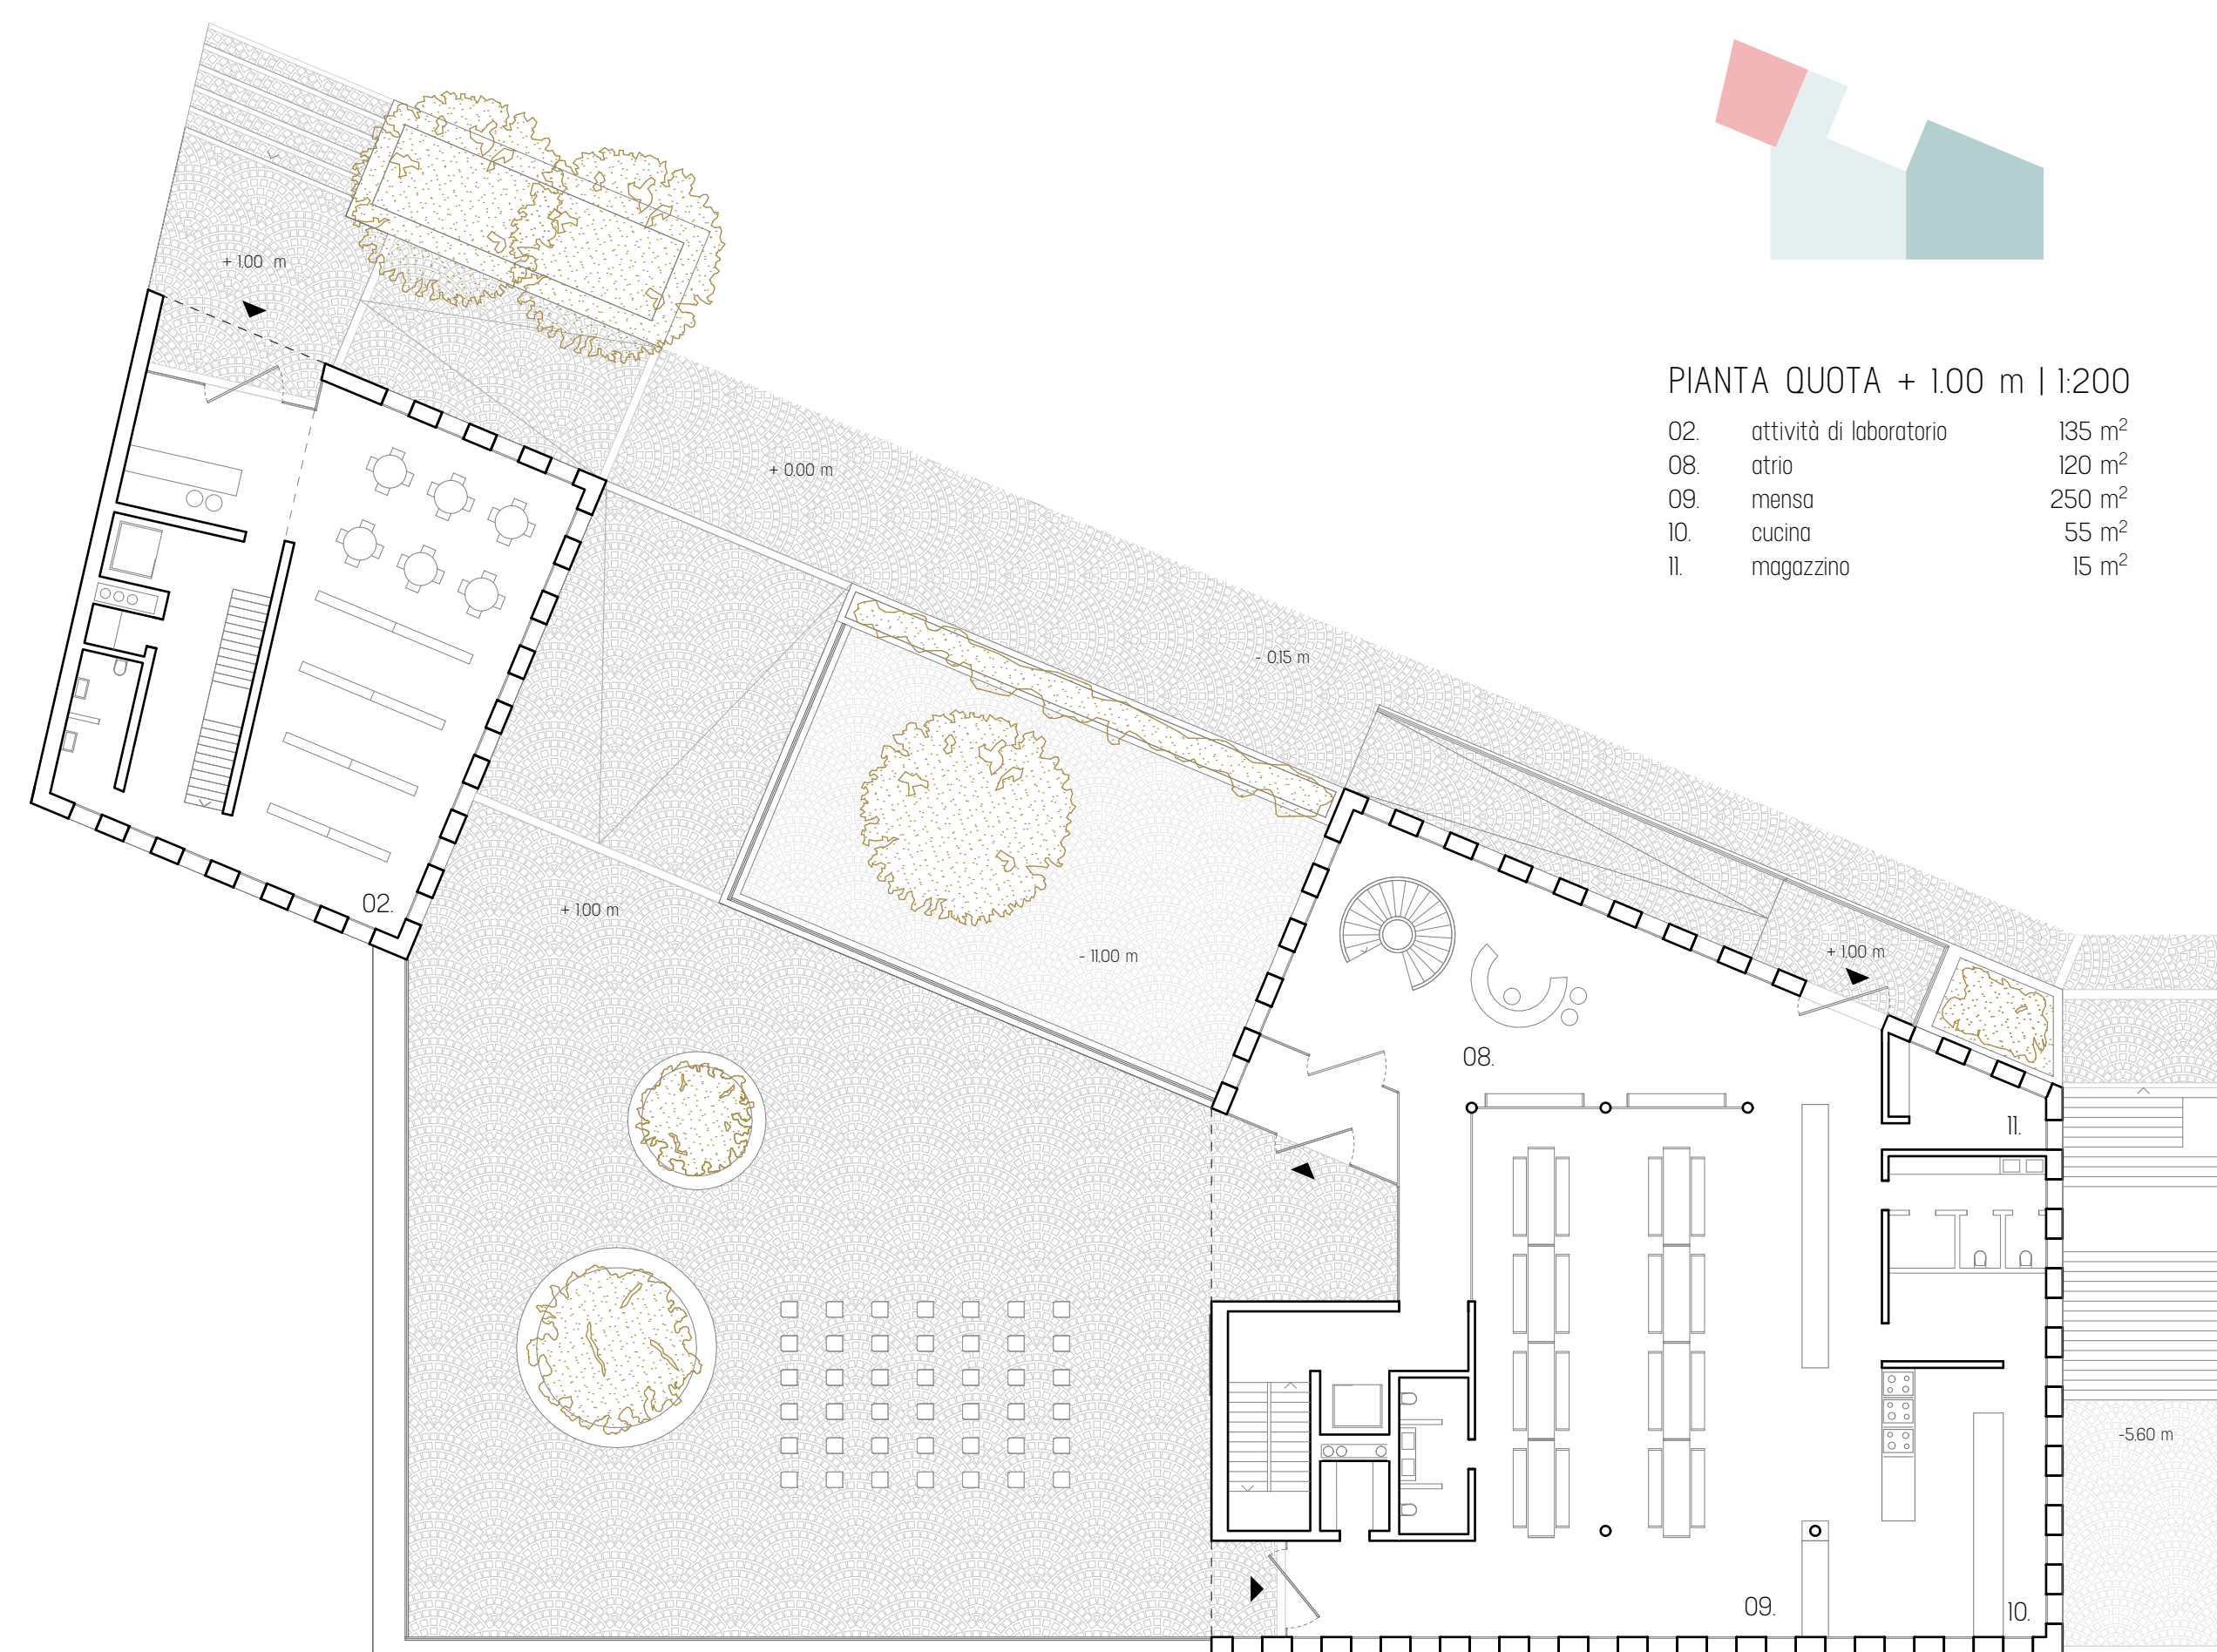 + 1.00 m
PIANTA QUOTA + 1.00 m | 1:200
02. attività di laboratorio 135 m²
08. atrio 120 m²
09. mensa 250 m²
10. cucina 55 m²
11. magazzino 15 m²
+ 0.00 m
- 0.15 m
02.
+ 1.00 m
- 11.00 m
+ 1.00 m
08.
11.
-5.60 m
09.
10.